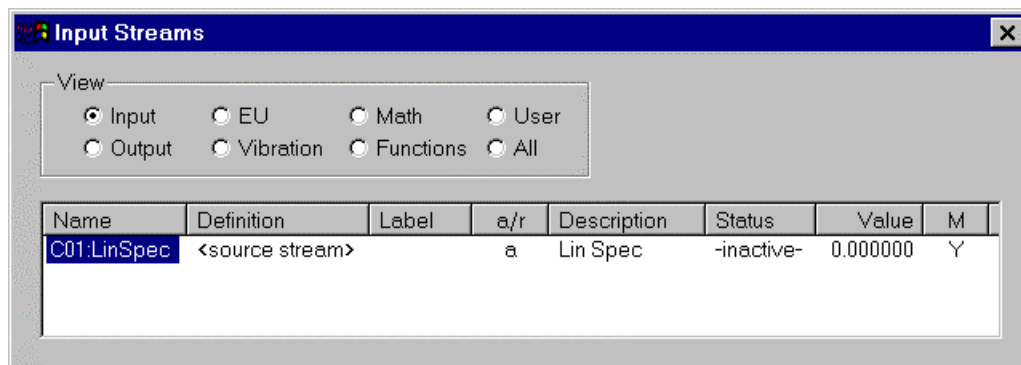 Input Streams
View
Input EU Math User
Output Vibration Functions All
Name Definition Label a/r Description Status Value M
C01:LinSpec <source stream> a Lin Spec -inactive- 0.000000 Y